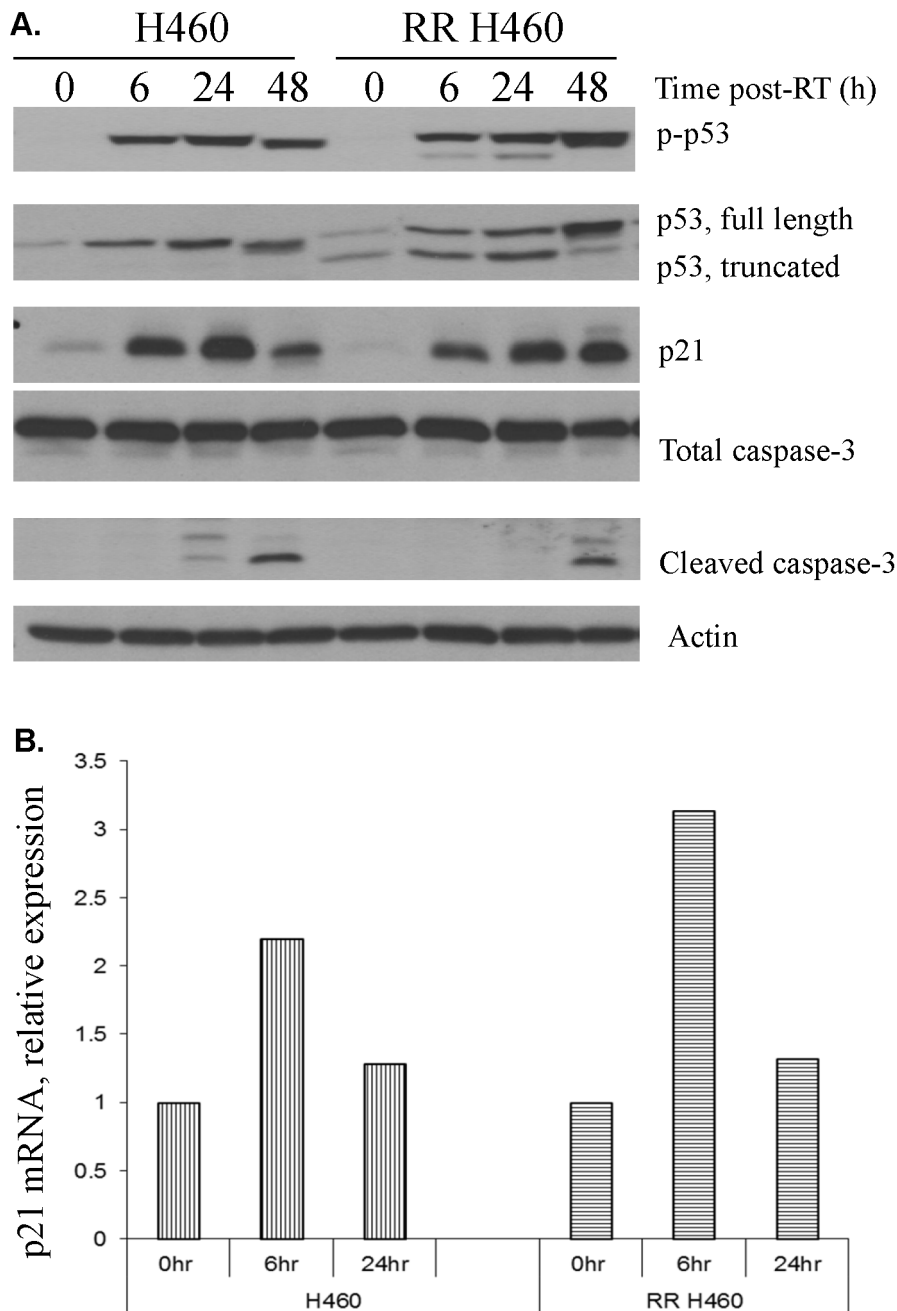 A.
H460 RR H460
0 6 24 48 0 6 24 48 Time post-RT (h)
p-p53
p53, full length
p53, truncated
p21
Total caspase-3
Cleaved caspase-3
Actin
B.
p21 mRNA, relative expression
3.5
3
2.5
2
1.5
1
0.5
0
0hr 6hr 24hr 0hr 6hr 24hr
H460 RR H460